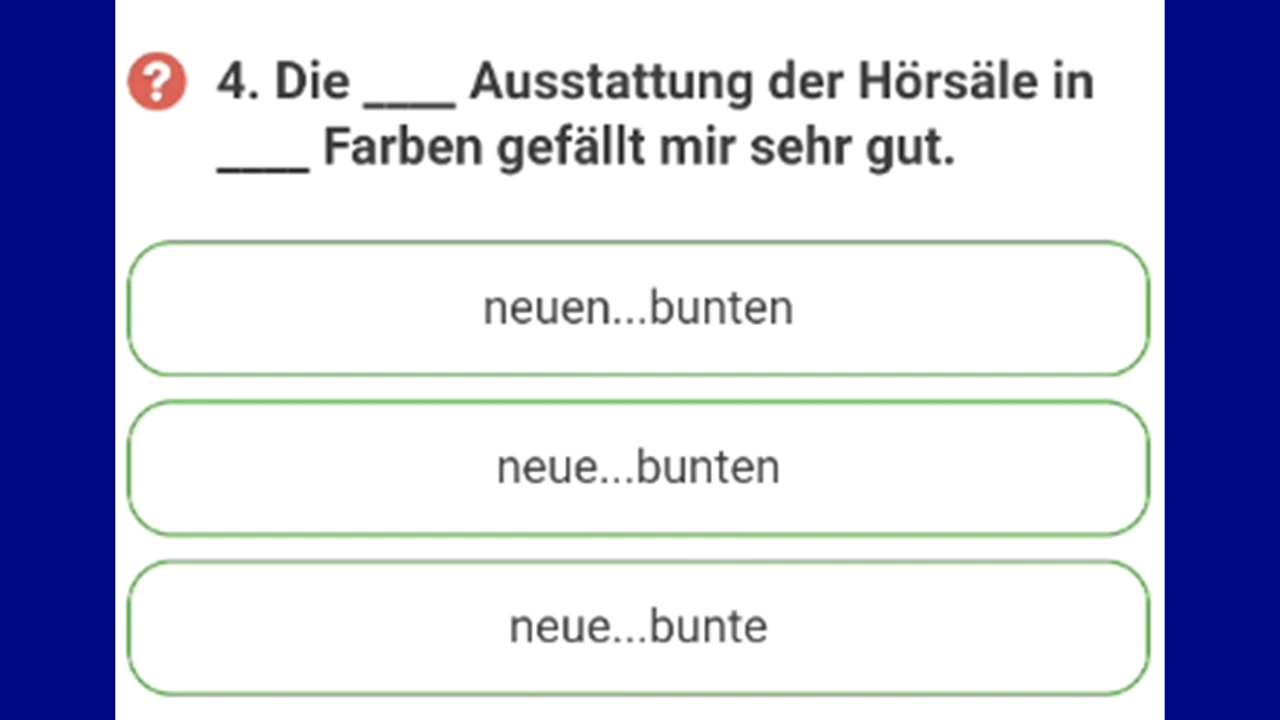 ? 4. Die ____ Ausstattung der Hörsäle in
____ Farben gefällt mir sehr gut.
neuen...bunten
neue...bunten
neue...bunte